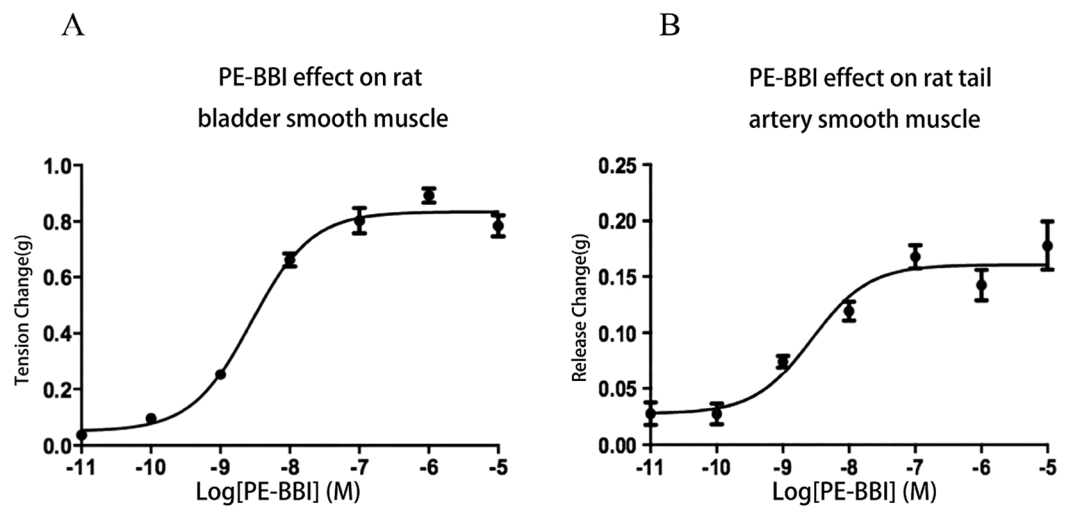 A
PE-BBI effect on rat
bladder smooth muscle
Tension Change(g)
1.0
0.8
0.6
0.4
0.2
0.0
-11 -10 -9 -8 -7 -6 -5
Log[PE-BBI] (M)
B
PE-BBI effect on rat tail
artery smooth muscle
Release Change(g)
0.25
0.20
0.15
0.10
0.05
0.00
-11 -10 -9 -8 -7 -6 -5
Log[PE-BBI] (M)